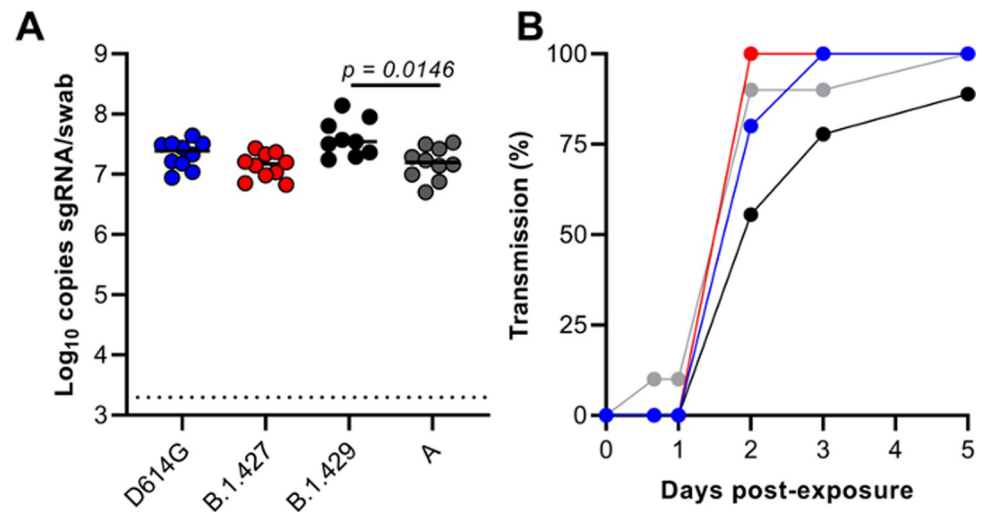 A
Log10 copies sgRNA/swab
9
8
7
6
5
4
3
p = 0.0146
D614G
B.1.427
B.1.429
A
B
Transmission (%)
100
75
50
25
0
0 1 2 3 4 5
Days post-exposure